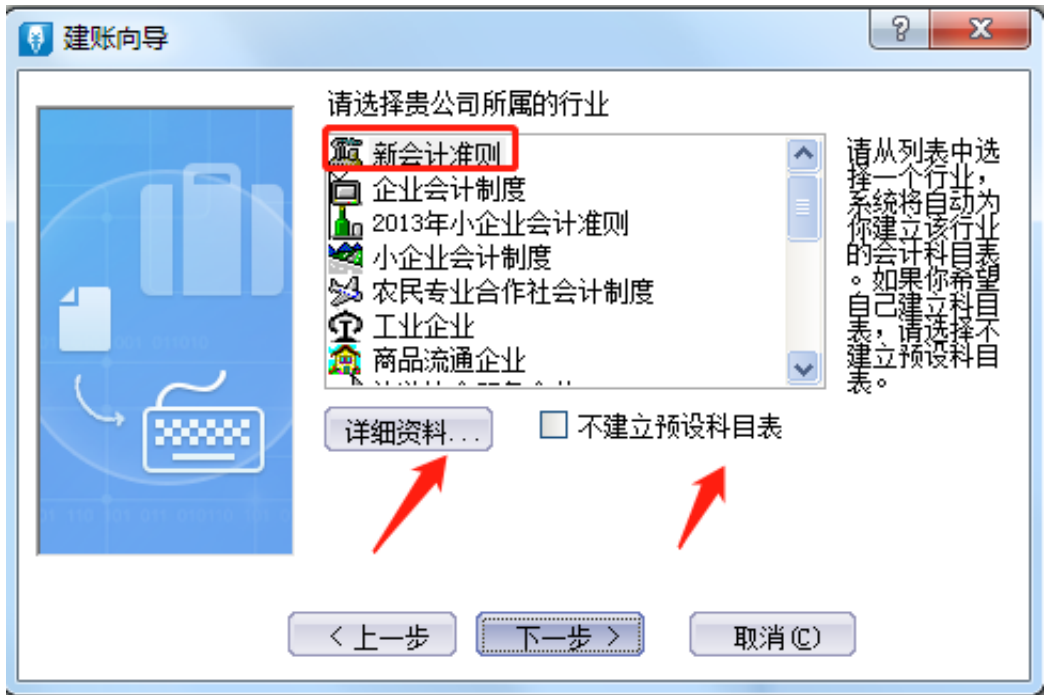 建账向导
请选择贵公司所属的行业
新会计准则
企业会计制度
2013年小企业会计准则
小企业会计制度
农民专业合作社会计制度
工业企业
商品流通企业
请从列表中选
择一个行业，
系统将自动为
你建立该行业
的会计科目表
。如果你希望
自己建立科目
表，请选择不
建立预设科目
表。
详细资料...
不建立预设科目表
< 上一步
下一步 >
取消(C)